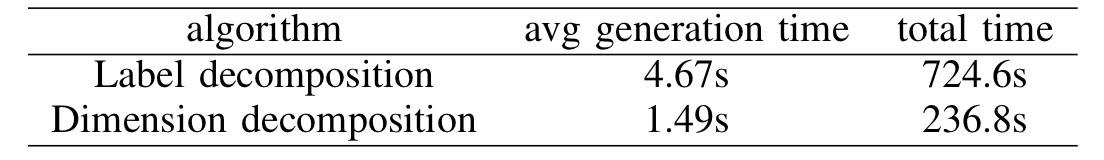 algorithm avg generation time total time
Label decomposition 4.67s 724.6s
Dimension decomposition 1.49s 236.8s